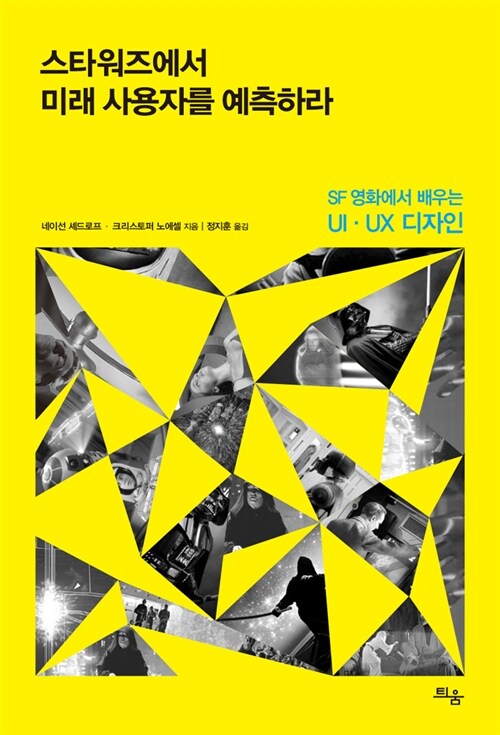 스타워즈에서
미래 사용자를 예측하라
SF 영화에서 배우는
UI · UX 디자인
네이선 셰드로프 · 크리스토퍼 노에셀 지음 | 정지훈 옮김
틔움